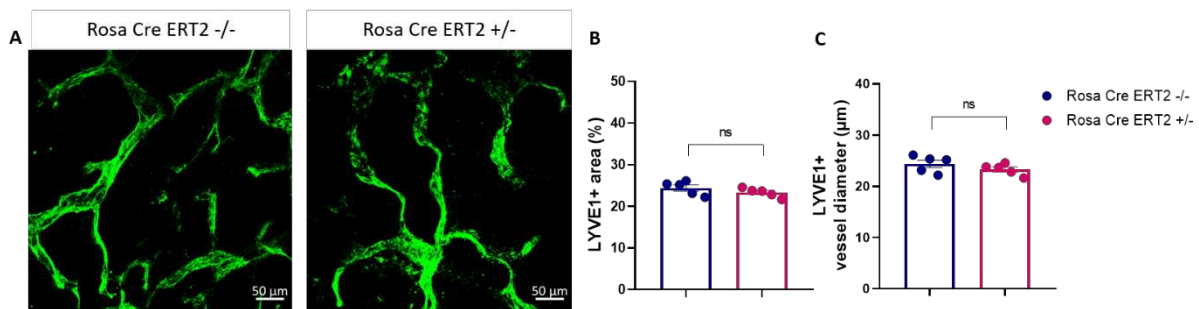 A
Rosa Cre ERT2 -/-
Rosa Cre ERT2 +/-
50 µm
50 µm
B
LYVE1+ area (%)
50
40
30
20
10
0
ns
C
LYVE1+
vessel diameter (µm)
40
30
20
10
0
ns
Rosa Cre ERT2 -/-
Rosa Cre ERT2 +/-